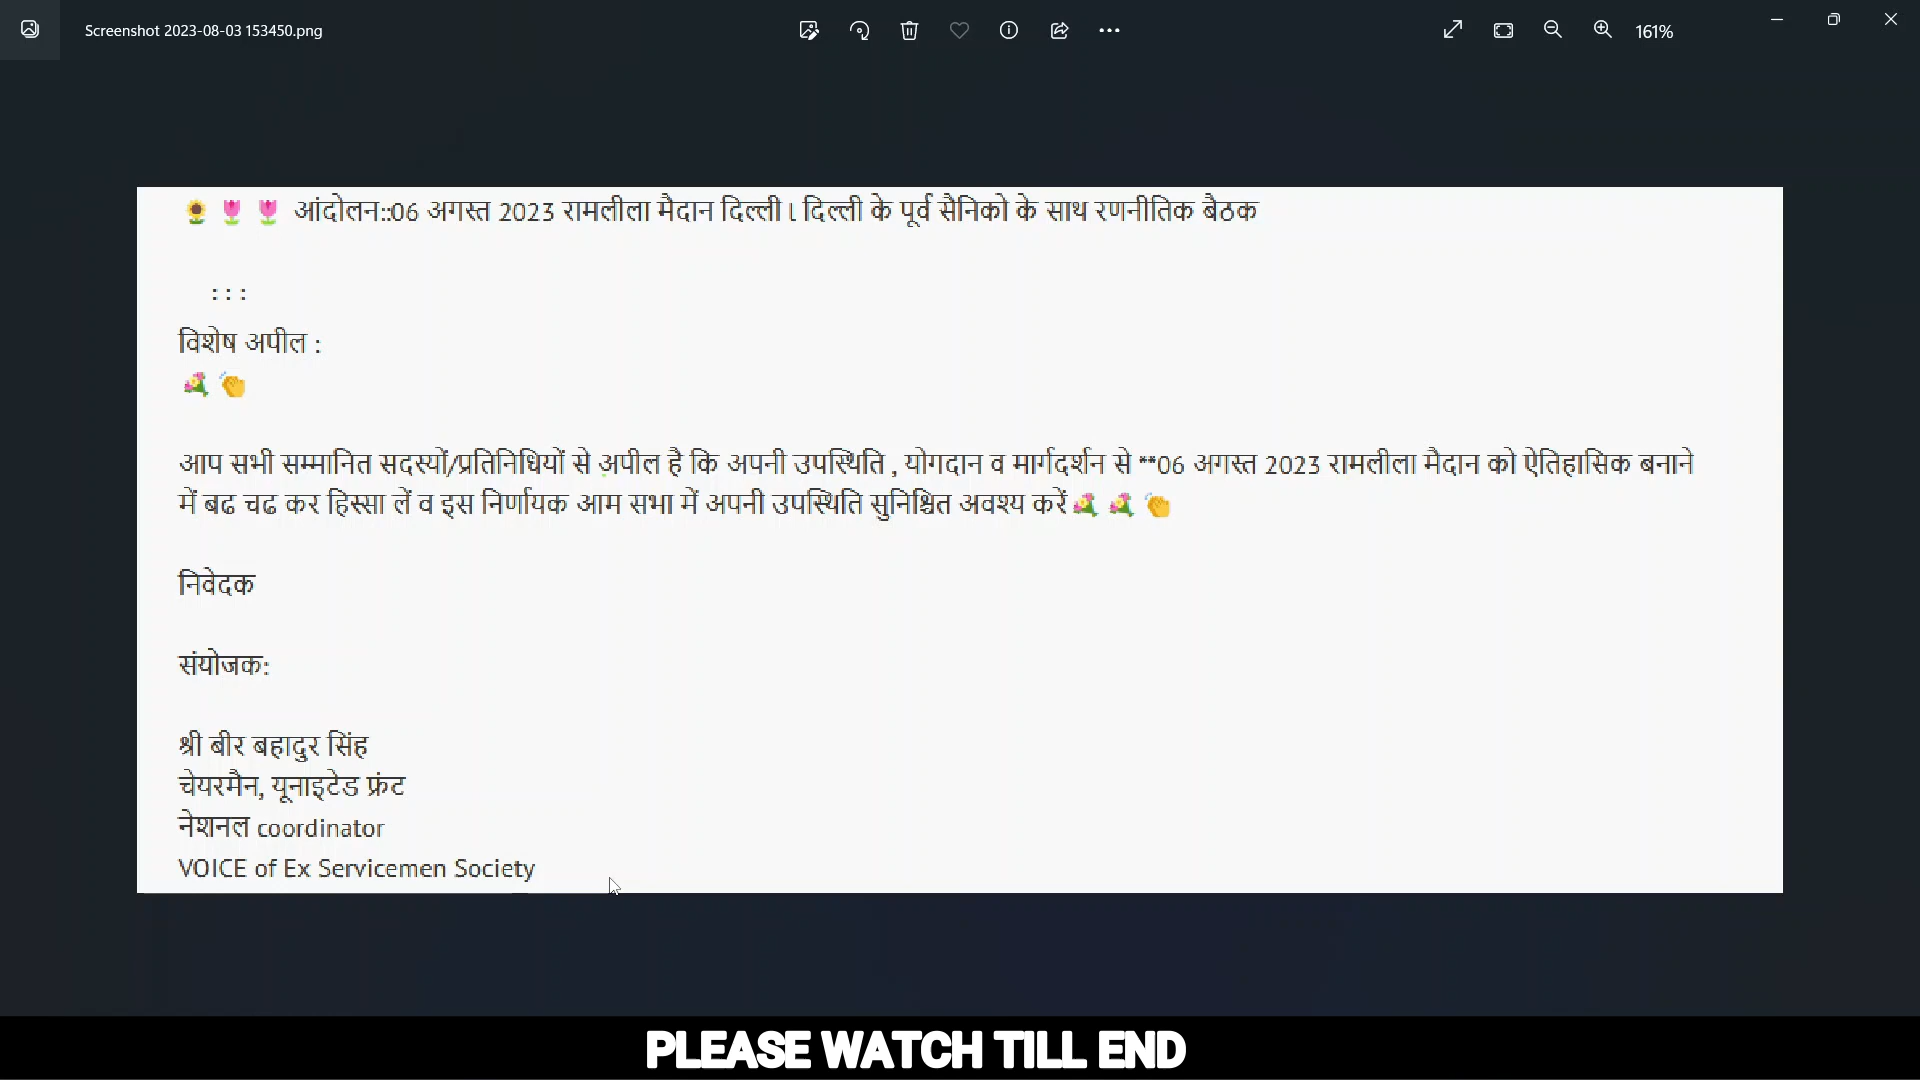 Screenshot 2023-08-03 153450.png
161%
🌻 🌷 🌷 आंदोलन::06 अगस्त 2023 रामलीला मैदान दिल्ली l दिल्ली के पूर्व सैनिको के साथ रणनीतिक बैठक
: : :
विशेष अपील :
💐 👏
आप सभी सम्मानित सदस्यों/प्रतिनिधियों से अपील है कि अपनी उपस्थिति , योगदान व मार्गदर्शन से **06 अगस्त 2023 रामलीला मैदान को ऐतिहासिक बनाने
में बढ चढ कर हिस्सा लें व इस निर्णायक आम सभा में अपनी उपस्थिति सुनिश्चित अवश्य करें💐 💐 👏
निवेदक
संयोजक:
श्री बीर बहादुर सिंह
चेयरमैन, यूनाइटेड फ्रंट
नेशनल coordinator
VOICE of Ex Servicemen Society
PLEASE WATCH TILL END